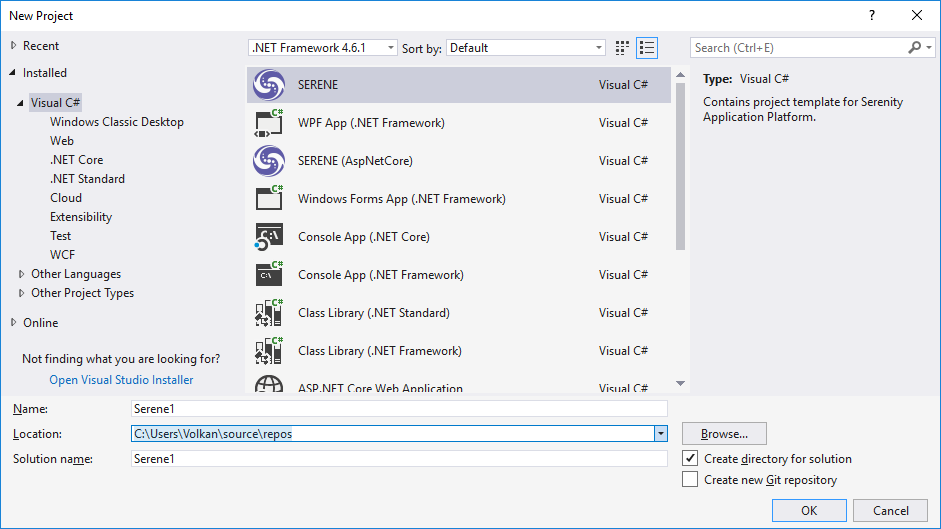 New Project
Recent
Installed
Visual C#
Windows Classic Desktop
Web
.NET Core
.NET Standard
Cloud
Extensibility
Test
WCF
Other Languages
Other Project Types
Online
Not finding what you are looking for?
Open Visual Studio Installer
.NET Framework 4.6.1 Sort by: Default
SERENE Visual C#
WPF App (.NET Framework) Visual C#
SERENE (AspNetCore) Visual C#
Windows Forms App (.NET Framework) Visual C#
Console App (.NET Core) Visual C#
Console App (.NET Framework) Visual C#
Class Library (.NET Standard) Visual C#
Class Library (.NET Framework) Visual C#
ASP.NET Core Web Application Visual C#
Search (Ctrl+E)
Type: Visual C#
Contains project template for Serenity
Application Platform.
Name: Serene1
Location: C:\Users\Volkan\source\repos Browse...
Solution name: Serene1
Create directory for solution
Create new Git repository
OK Cancel